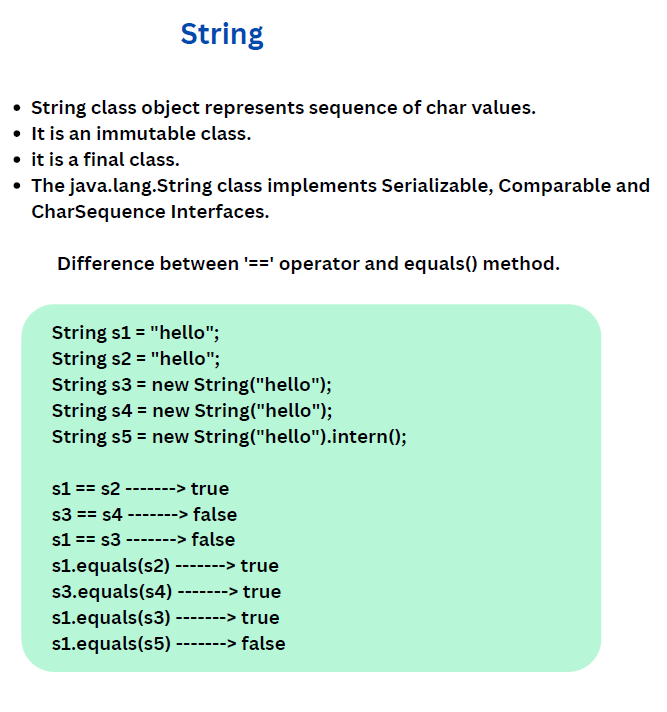 String
• String class object represents sequence of char values.
• It is an immutable class.
• it is a final class.
• The java.lang.String class implements Serializable, Comparable and
CharSequence Interfaces.
Difference between '==' operator and equals() method.
String s1 = "hello";
String s2 = "hello";
String s3 = new String("hello");
String s4 = new String("hello");
String s5 = new String("hello").intern();
s1 == s2 -------> true
s3 == s4 -------> false
s1 == s3 -------> false
s1.equals(s2) -------> true
s3.equals(s4) -------> true
s1.equals(s3) -------> true
s1.equals(s5) -------> false